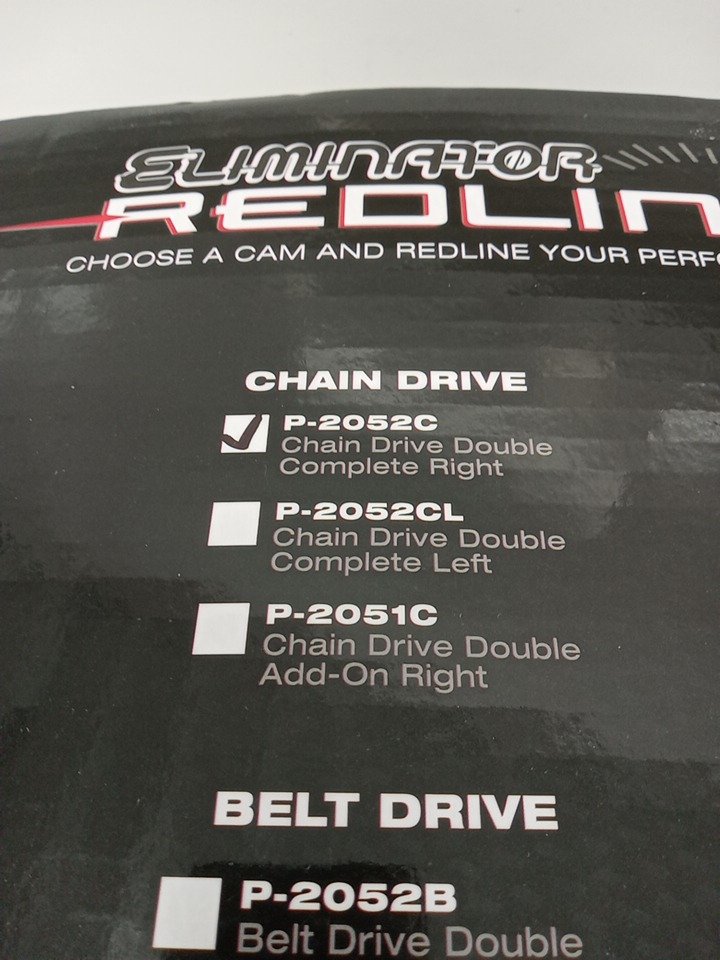 ELIMINATOR
REDLIN
CHOOSE A CAM AND REDLINE YOUR PERFO
CHAIN DRIVE
P-2052C
Chain Drive Double
Complete Right
P-2052CL
Chain Drive Double
Complete Left
P-2051C
Chain Drive Double
Add-On Right
BELT DRIVE
P-2052B
Belt Drive Double